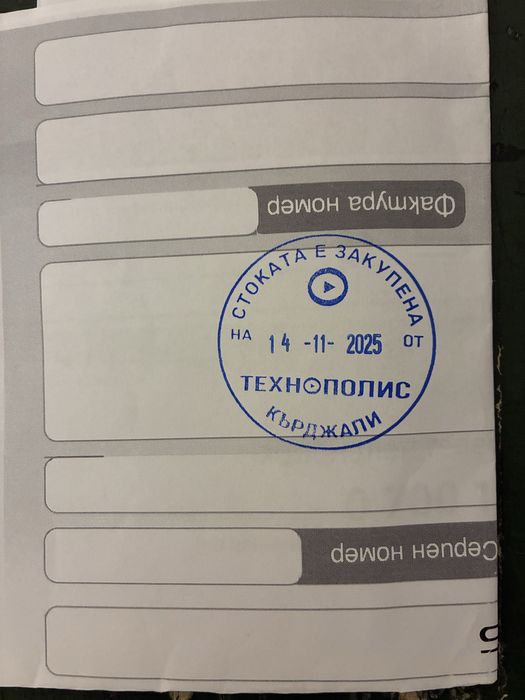 Фактура номер
СТОКАТА Е ЗАКУПЕНА
НА 14 -11- 2025 ОТ
ТЕХНОПОЛИС
КЪРДЖАЛИ
Сериен номер